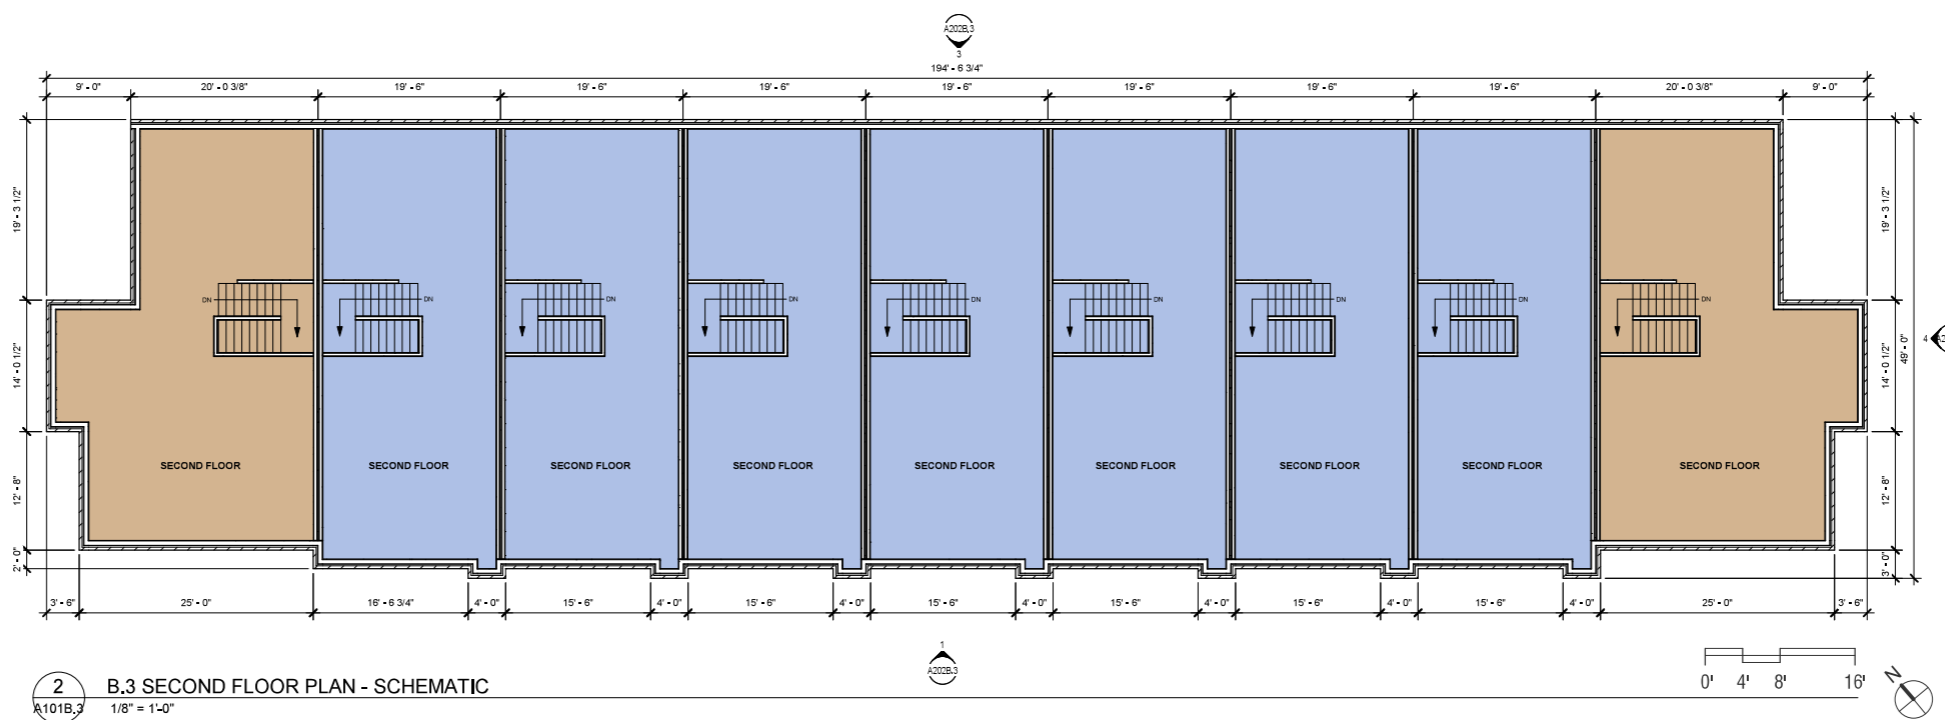 A202B.3
3
194' - 6 3/4"
9' - 0" 20' - 0 3/8" 19' - 6" 19' - 6" 19' - 6" 19' - 6" 19' - 6" 19' - 6" 19' - 6" 20' - 0 3/8" 9' - 0"
19' - 3 1/2"
14' - 0 1/2"
12' - 8"
2' - 0"
19' - 3 1/2"
14' - 0 1/2"
12' - 8"
3' - 0"
49' - 0"
4
DN DN DN DN DN DN DN DN DN
SECOND FLOOR SECOND FLOOR SECOND FLOOR SECOND FLOOR SECOND FLOOR SECOND FLOOR SECOND FLOOR SECOND FLOOR SECOND FLOOR
3' - 6" 25' - 0" 16' - 6 3/4" 4' - 0" 15' - 6" 4' - 0" 15' - 6" 4' - 0" 15' - 6" 4' - 0" 15' - 6" 4' - 0" 15' - 6" 4' - 0" 15' - 6" 4' - 0" 25' - 0" 3' - 6"
1
A202B.3
0' 4' 8' 16'
N
2 B.3 SECOND FLOOR PLAN - SCHEMATIC
A101B.3 1/8" = 1'-0"